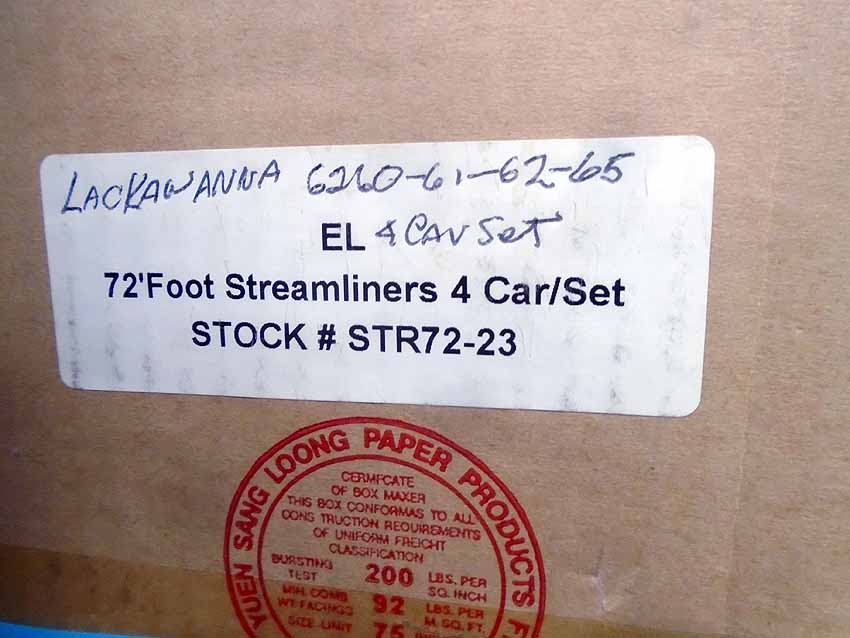 LACKAWANNA 6260-61-62-65
EL 4 CAR Set
72'Foot Streamliners 4 Car/Set
STOCK # STR72-23
YUEN SANG LOONG PAPER PRODUCTS F
CERMFCATE
OF BOX MAXER
THIS BOX CONFORMAS TO ALL
CONS TRUCTION REQUIREMENTS
OF UNIFORM FREIGHT
CLASSIFICATION
BURSTING TEST 200 LBS. PER SQ. INCH
MIN. COMB WT FACINGS 92 LBS. PER M. SQ. FT.
SIZE LIMIT 75